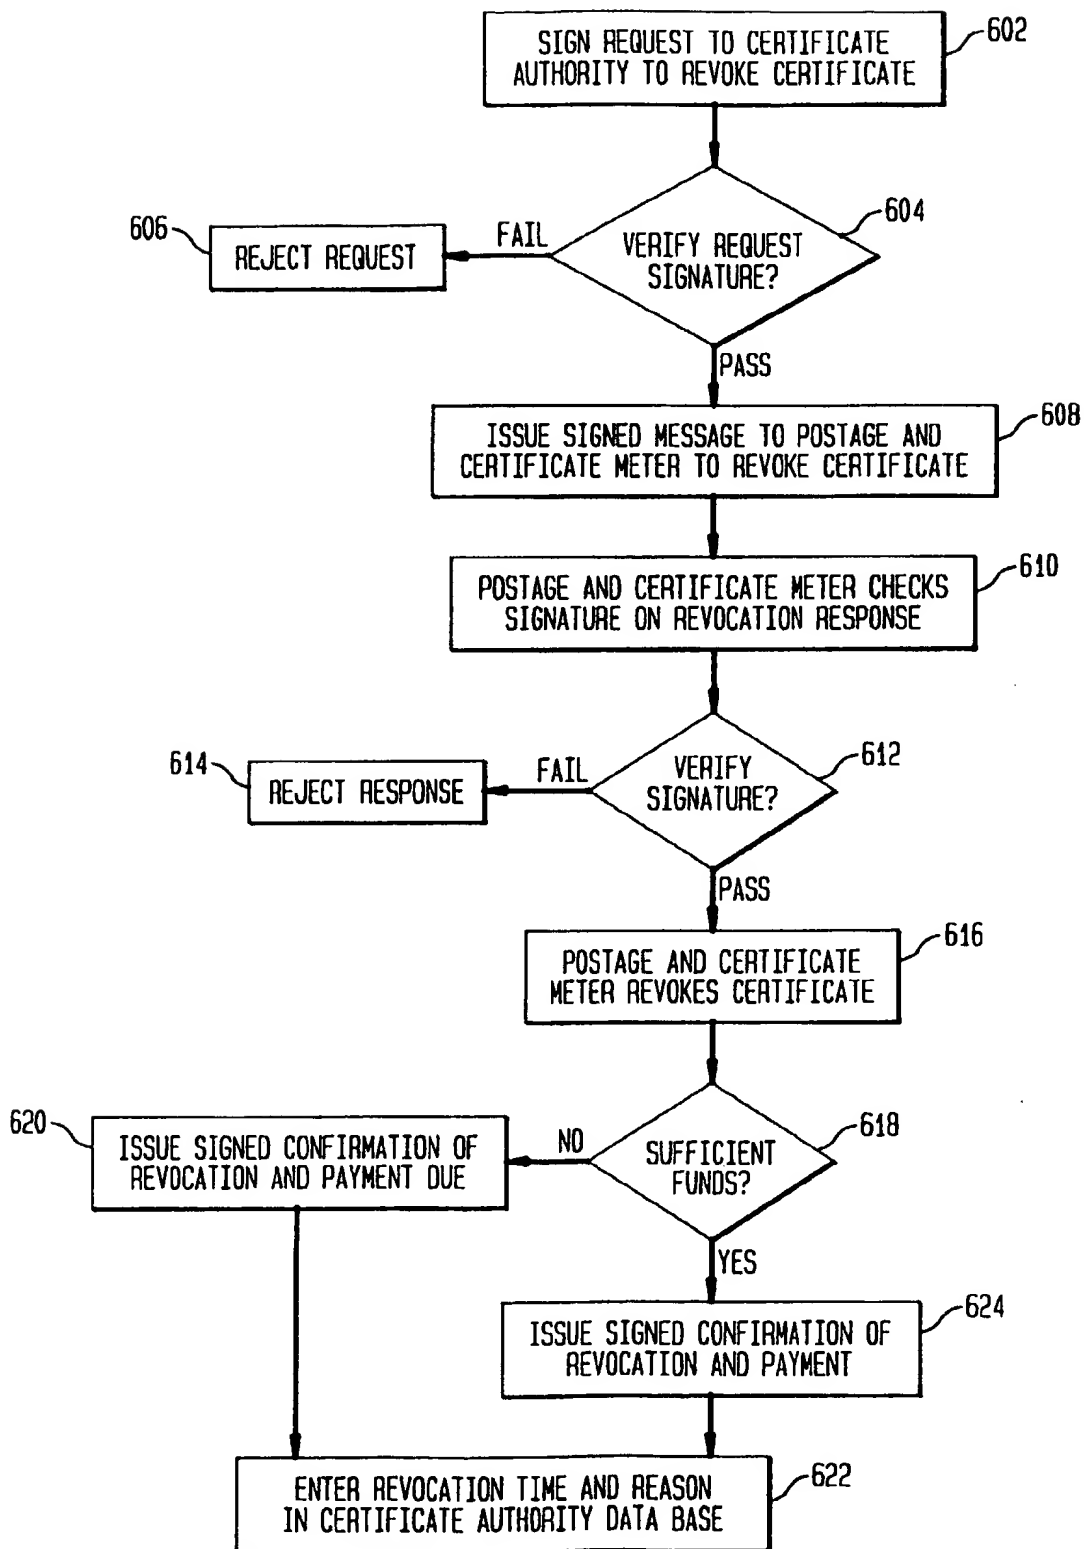 SIGN REQUEST TO CERTIFICATE
AUTHORITY TO REVOKE CERTIFICATE
602
VERIFY REQUEST
SIGNATURE?
604
FAIL
606
REJECT REQUEST
PASS
ISSUE SIGNED MESSAGE TO POSTAGE AND
CERTIFICATE METER TO REVOKE CERTIFICATE
608
POSTAGE AND CERTIFICATE METER CHECKS
SIGNATURE ON REVOCATION RESPONSE
610
VERIFY
SIGNATURE?
612
FAIL
614
REJECT RESPONSE
PASS
POSTAGE AND CERTIFICATE
METER REVOKES CERTIFICATE
616
SUFFICIENT
FUNDS?
618
NO
620
ISSUE SIGNED CONFIRMATION OF
REVOCATION AND PAYMENT DUE
YES
ISSUE SIGNED CONFIRMATION OF
REVOCATION AND PAYMENT
624
ENTER REVOCATION TIME AND REASON
IN CERTIFICATE AUTHORITY DATA BASE
622